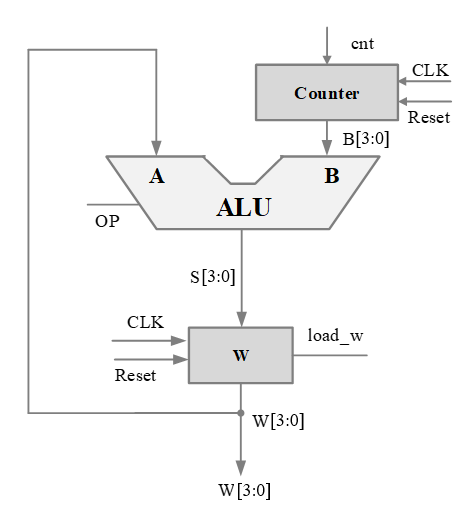 cnt
CLK
Counter
Reset
B[3:0]
A
B
ALU
OP
S[3:0]
CLK
load_w
W
Reset
W[3:0]
W[3:0]